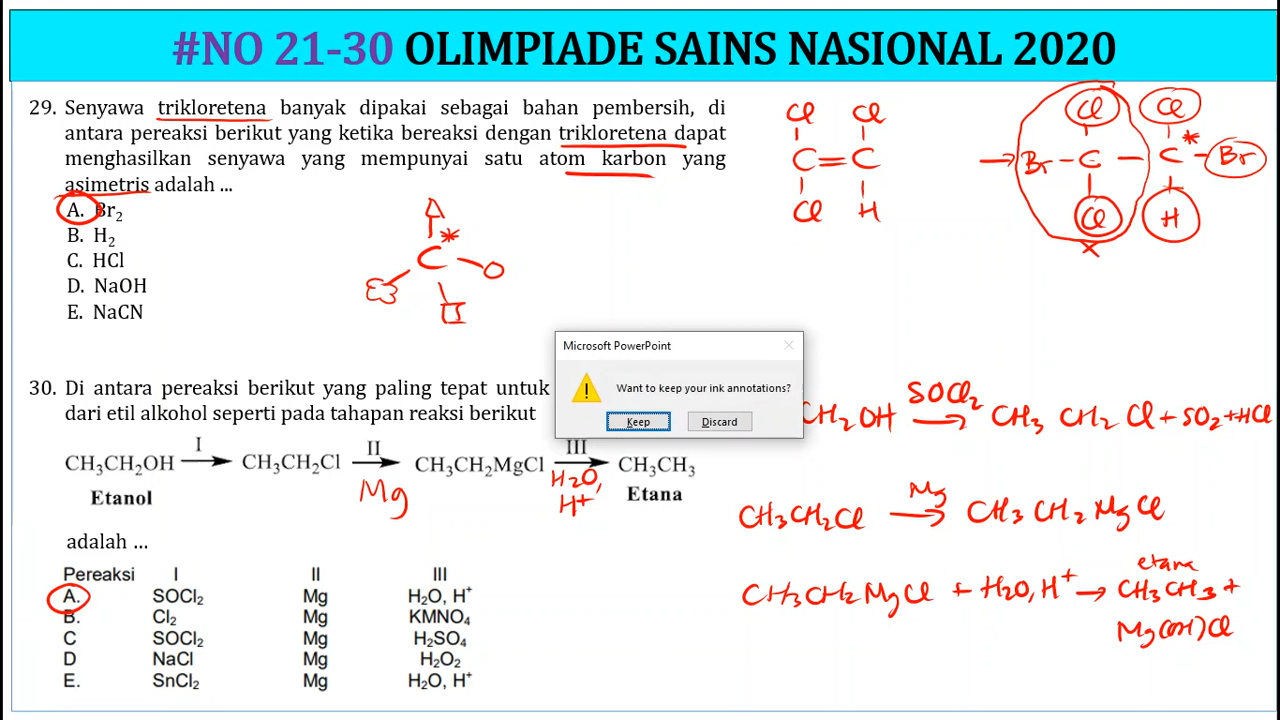 #NO 21-30 OLIMPIADE SAINS NASIONAL 2020
29. Senyawa trikloretena banyak dipakai sebagai bahan pembersih, di
antara pereaksi berikut yang ketika bereaksi dengan trikloretena dapat
menghasilkan senyawa yang mempunyai satu atom karbon yang
asimetris adalah ...
A. Br₂
B. H₂
C. HCl
D. NaOH
E. NaCN
C *
Cl Cl
C=C
Cl H
→ Br-C-C-Br
Cl Cl *
Cl H
x
Microsoft PowerPoint
Want to keep your ink annotations?
Keep Discard
30. Di antara pereaksi berikut yang paling tepat untuk
dari etil alkohol seperti pada tahapan reaksi berikut
CH₃CH₂OH I → CH₃CH₂Cl II → CH₃CH₂MgCl III → CH₃CH₃
Mg H₂O, H⁺
Etanol Etana
adalah ...
Pereaksi I II III
A. SOCl₂ Mg H₂O, H⁺
B. Cl₂ Mg KMNO₄
C SOCl₂ Mg H₂SO₄
D NaCl Mg H₂O₂
E. SnCl₂ Mg H₂O, H⁺
CH₂OH SOCl₂ → CH₃ CH₂ Cl + SO₂ + HCl
CH₃CH₂Cl Mg → CH₃ CH₂ MgCl
etana
CH₃CH₂MgCl + H₂O, H⁺ → CH₃CH₃ +
Mg(OH)Cl